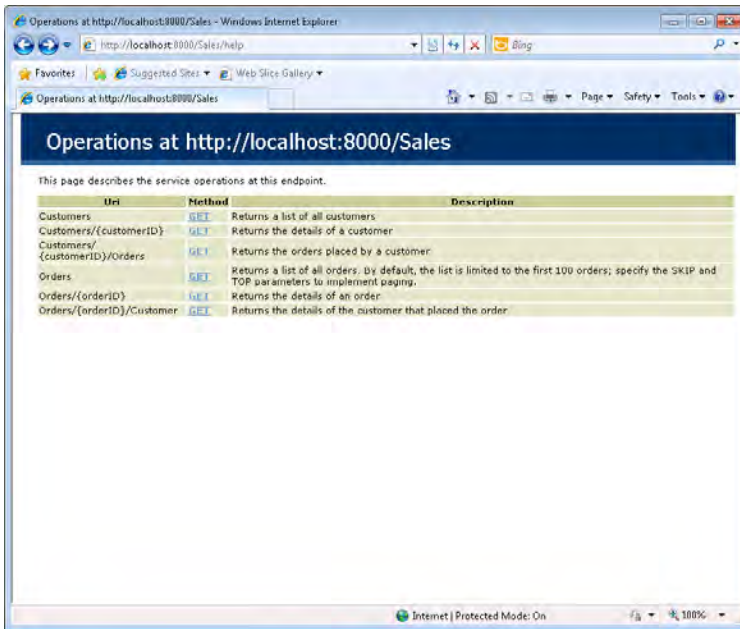 Operations at http://localhost:8000/Sales - Windows Internet Explorer
http://localhost:8000/Sales/help
Bing
Favorites Suggested Sites Web Slice Gallery
Operations at http://localhost:8000/Sales
Page Safety Tools
Operations at http://localhost:8000/Sales
This page describes the service operations at this endpoint.
Uri Method Description
Customers GET Returns a list of all customers
Customers/{customerID} GET Returns the details of a customer
Customers/
{customerID}/Orders GET Returns the orders placed by a customer
Orders GET Returns a list of all orders. By default, the list is limited to the first 100 orders; specify the SKIP and
TOP parameters to implement paging.
Orders/{orderID} GET Returns the details of an order
Orders/{orderID}/Customer GET Returns the details of the customer that placed the order
Internet | Protected Mode: On 100%